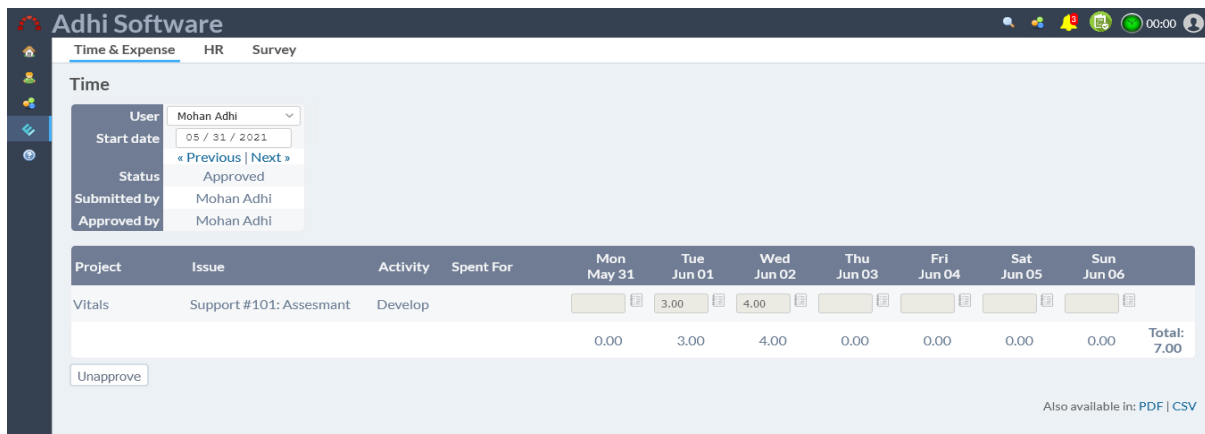 Adhi Software
3
00:00
Time & Expense HR Survey
Time
User Mohan Adhi
Start date 05 / 31 / 2021
« Previous | Next »
Status Approved
Submitted by Mohan Adhi
Approved by Mohan Adhi
Project Issue Activity Spent For Mon May 31 Tue Jun 01 Wed Jun 02 Thu Jun 03 Fri Jun 04 Sat Jun 05 Sun Jun 06
Vitals Support #101: Assesmant Develop 3.00 4.00
0.00 3.00 4.00 0.00 0.00 0.00 0.00 Total: 7.00
Unapprove
Also available in: PDF | CSV